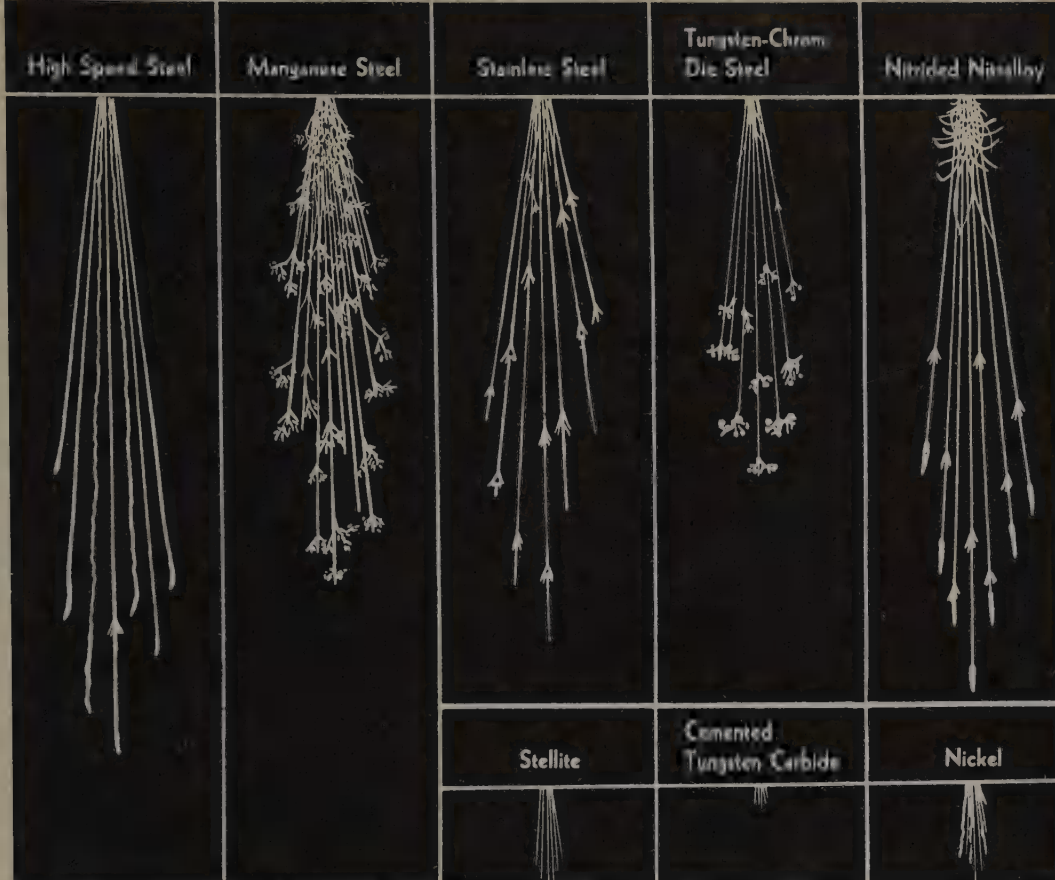 High Speed Steel
Manganese Steel
Stainless Steel
Tungsten-Chrom
Die Steel
Nitrided Nitralloy
Stellite
Cemented
Tungsten Carbide
Nickel